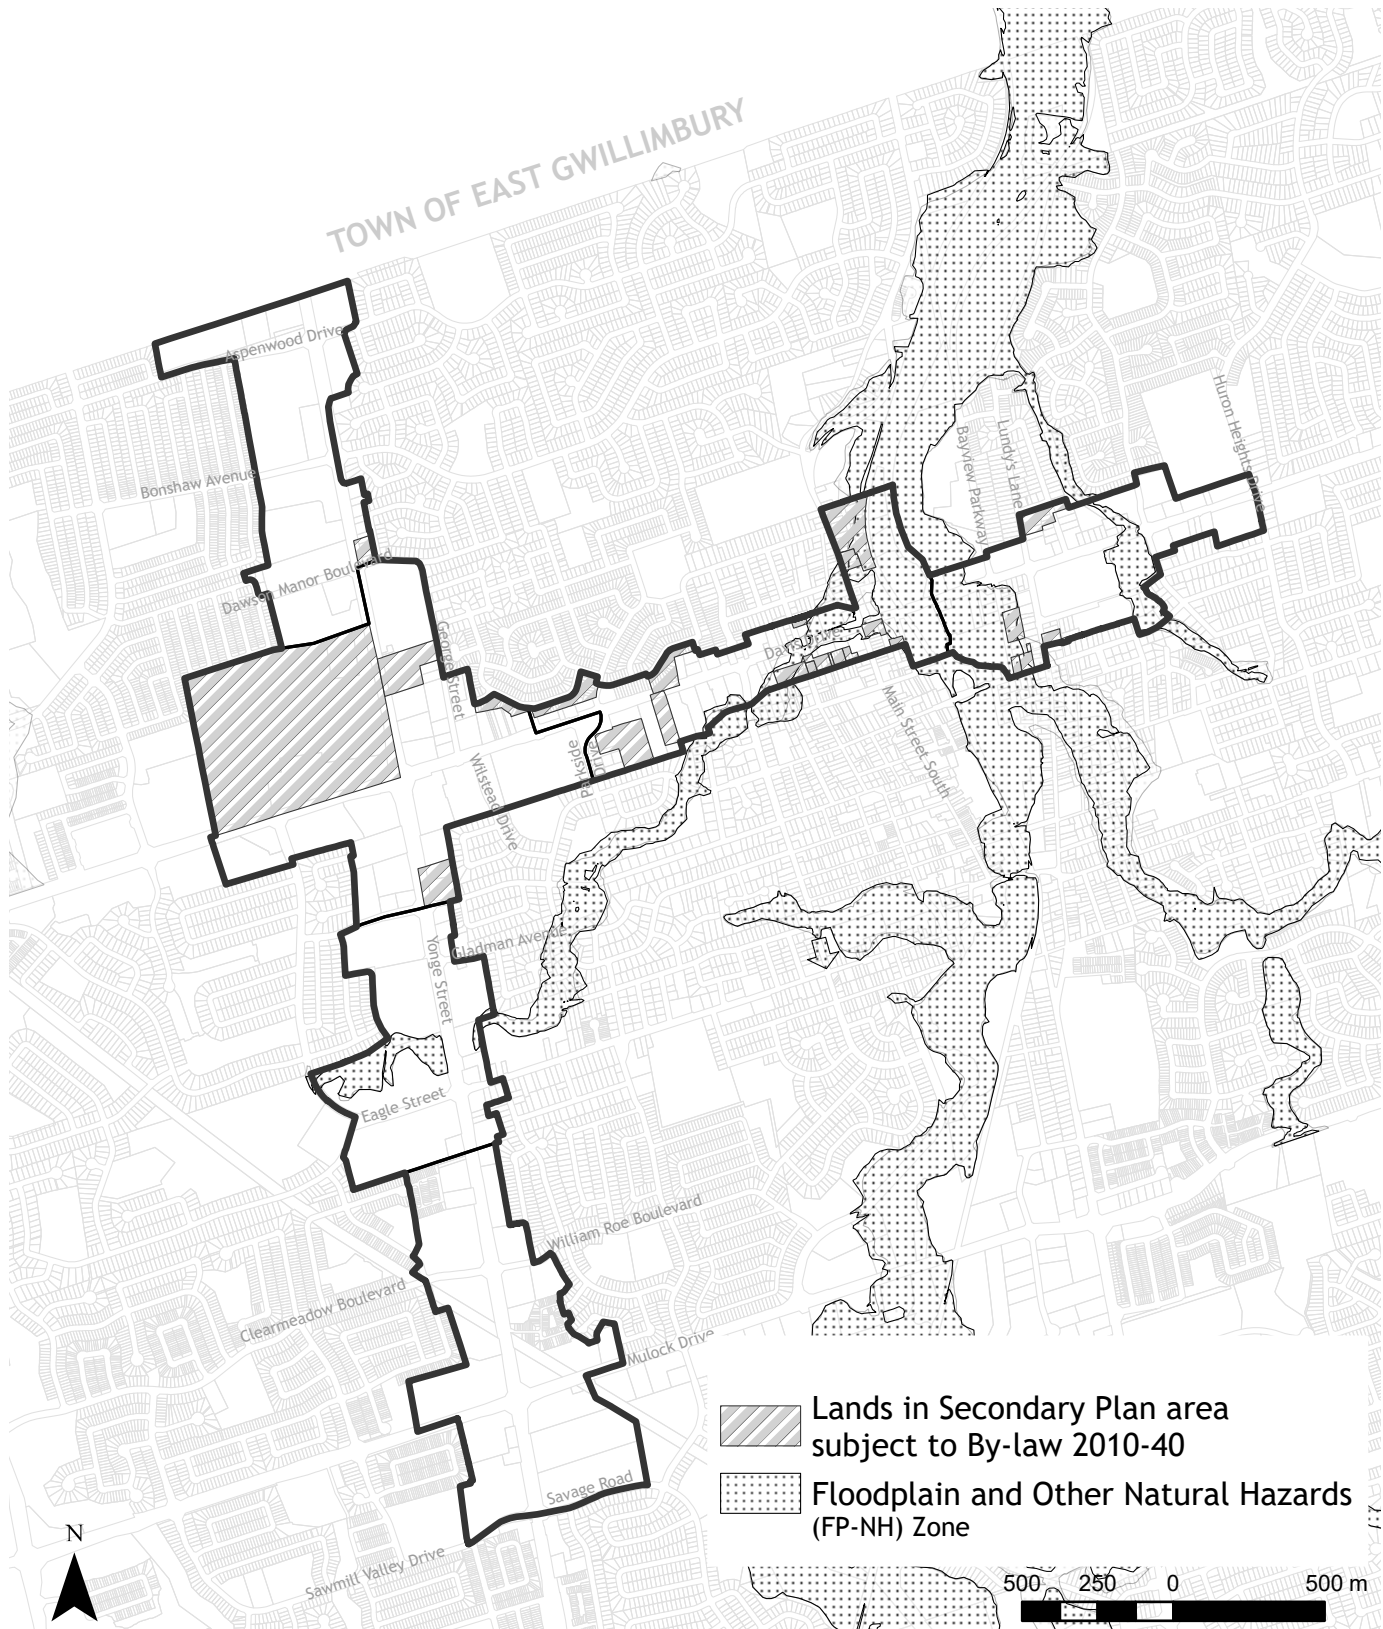 TOWN OF EAST GWILLIMBURY
Aspenwood Drive
Huron Heights Drive
Lundy's Lane
Bayview Parkway
Bonshaw Avenue
Dawson Manor Boulevard
George Street
Davis Drive
Main Street South
Parkside
Drive
Wilstead Drive
Gladman Avenue
Yonge Street
Eagle Street
William Roe Boulevard
Clearmeadow Boulevard
Mulock Drive
Savage Road
Sawmill Valley Drive
Lands in Secondary Plan area
subject to By-law 2010-40
Floodplain and Other Natural Hazards
(FP-NH) Zone
N
500 250 0 500 m